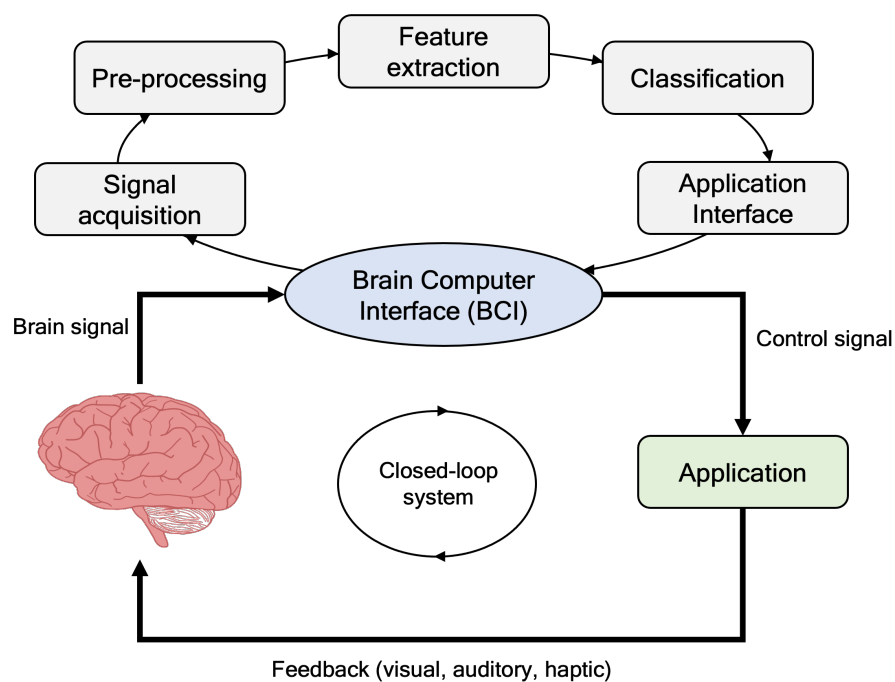 Feature
extraction
Pre-processing
Classification
Signal
acquisition
Application
Interface
Brain Computer
Interface (BCI)
Brain signal
Control signal
Closed-loop
system
Application
Feedback (visual, auditory, haptic)